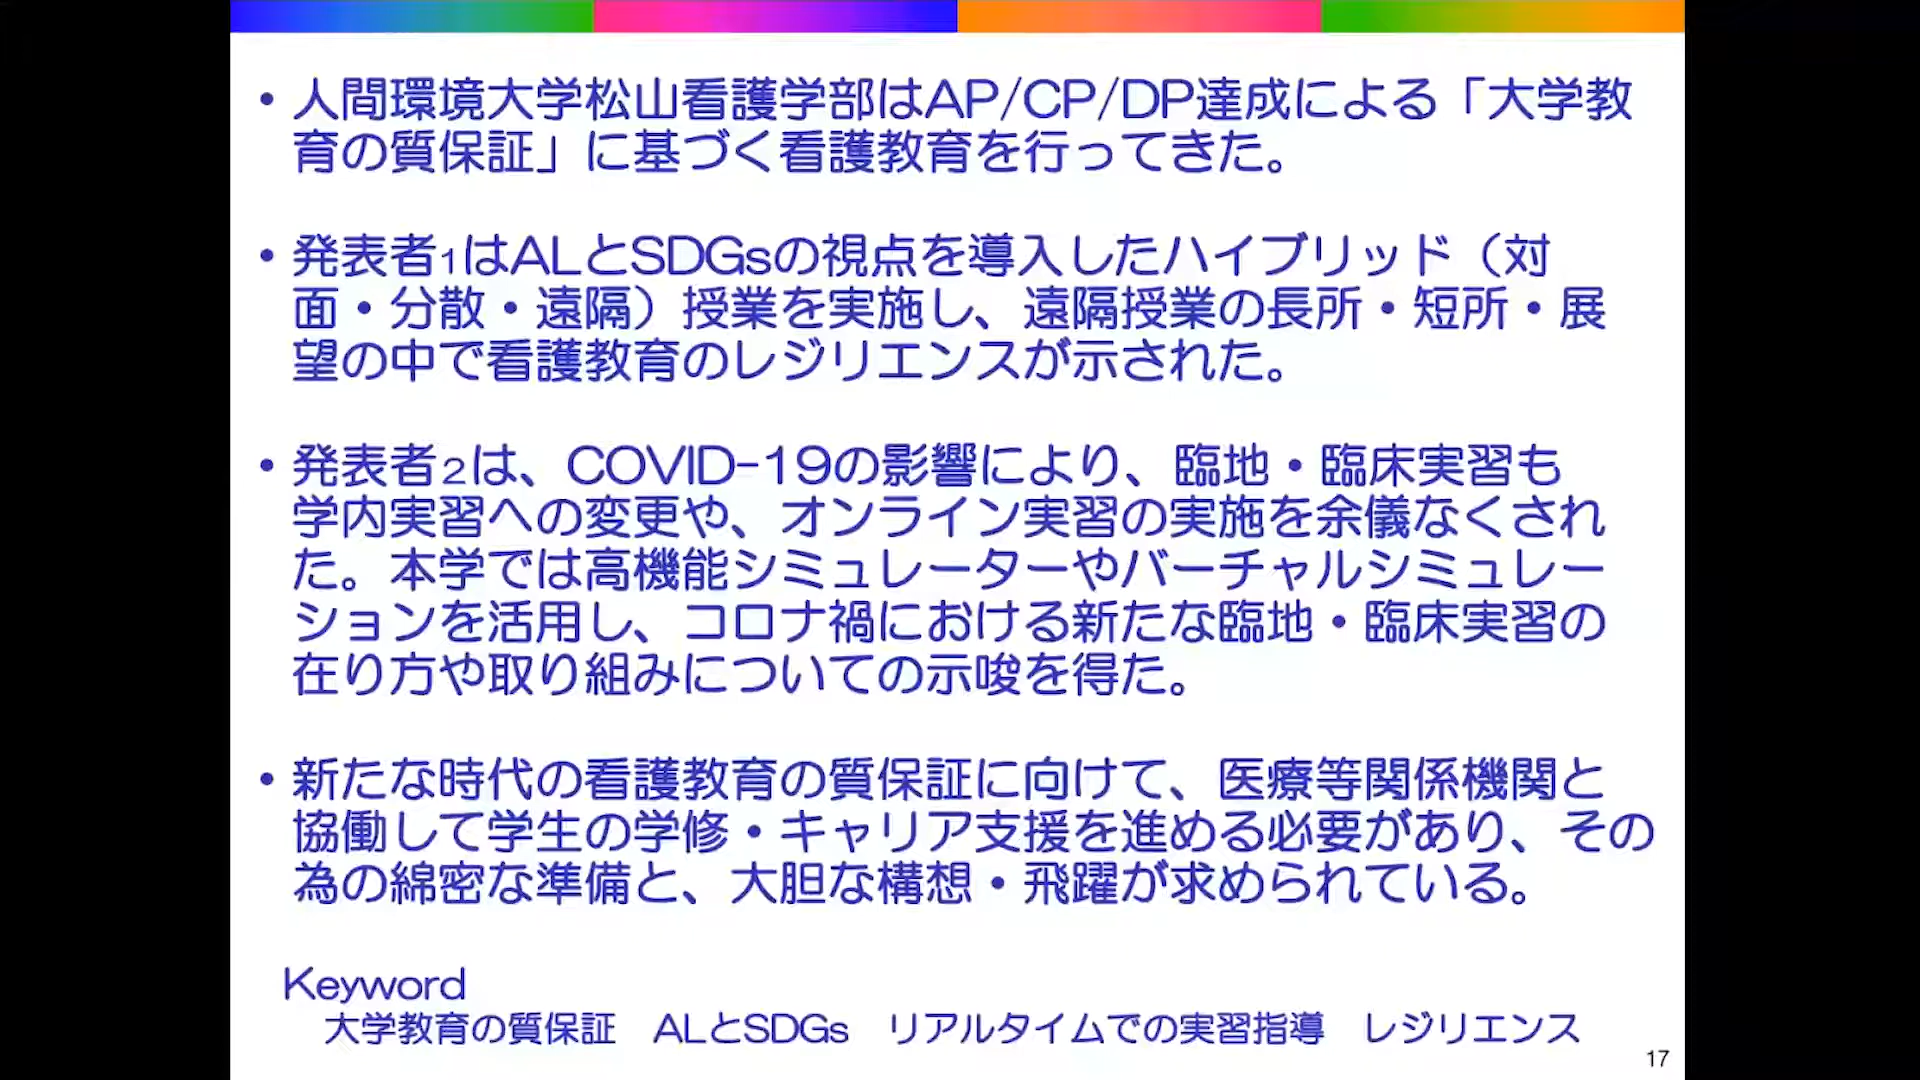 • 人間環境大学松山看護学部はAP/CP/DP達成による「大学教
育の質保証」に基づく看護教育を行ってきた。
• 発表者1はALとSDGsの視点を導入したハイブリッド（対
面・分散・遠隔）授業を実施し、遠隔授業の長所・短所・展
望の中で看護教育のレジリエンスが示された。
• 発表者2は、COVID-19の影響により、臨地・臨床実習も
学内実習への変更や、オンライン実習の実施を余儀なくされ
た。本学では高機能シミュレーターやバーチャルシミュレー
ションを活用し、コロナ禍における新たな臨地・臨床実習の
在り方や取り組みについての示唆を得た。
• 新たな時代の看護教育の質保証に向けて、医療等関係機関と
協働して学生の学修・キャリア支援を進める必要があり、その
為の綿密な準備と、大胆な構想・飛躍が求められている。
Keyword
大学教育の質保証　ALとSDGs　リアルタイムでの実習指導　レジリエンス
17